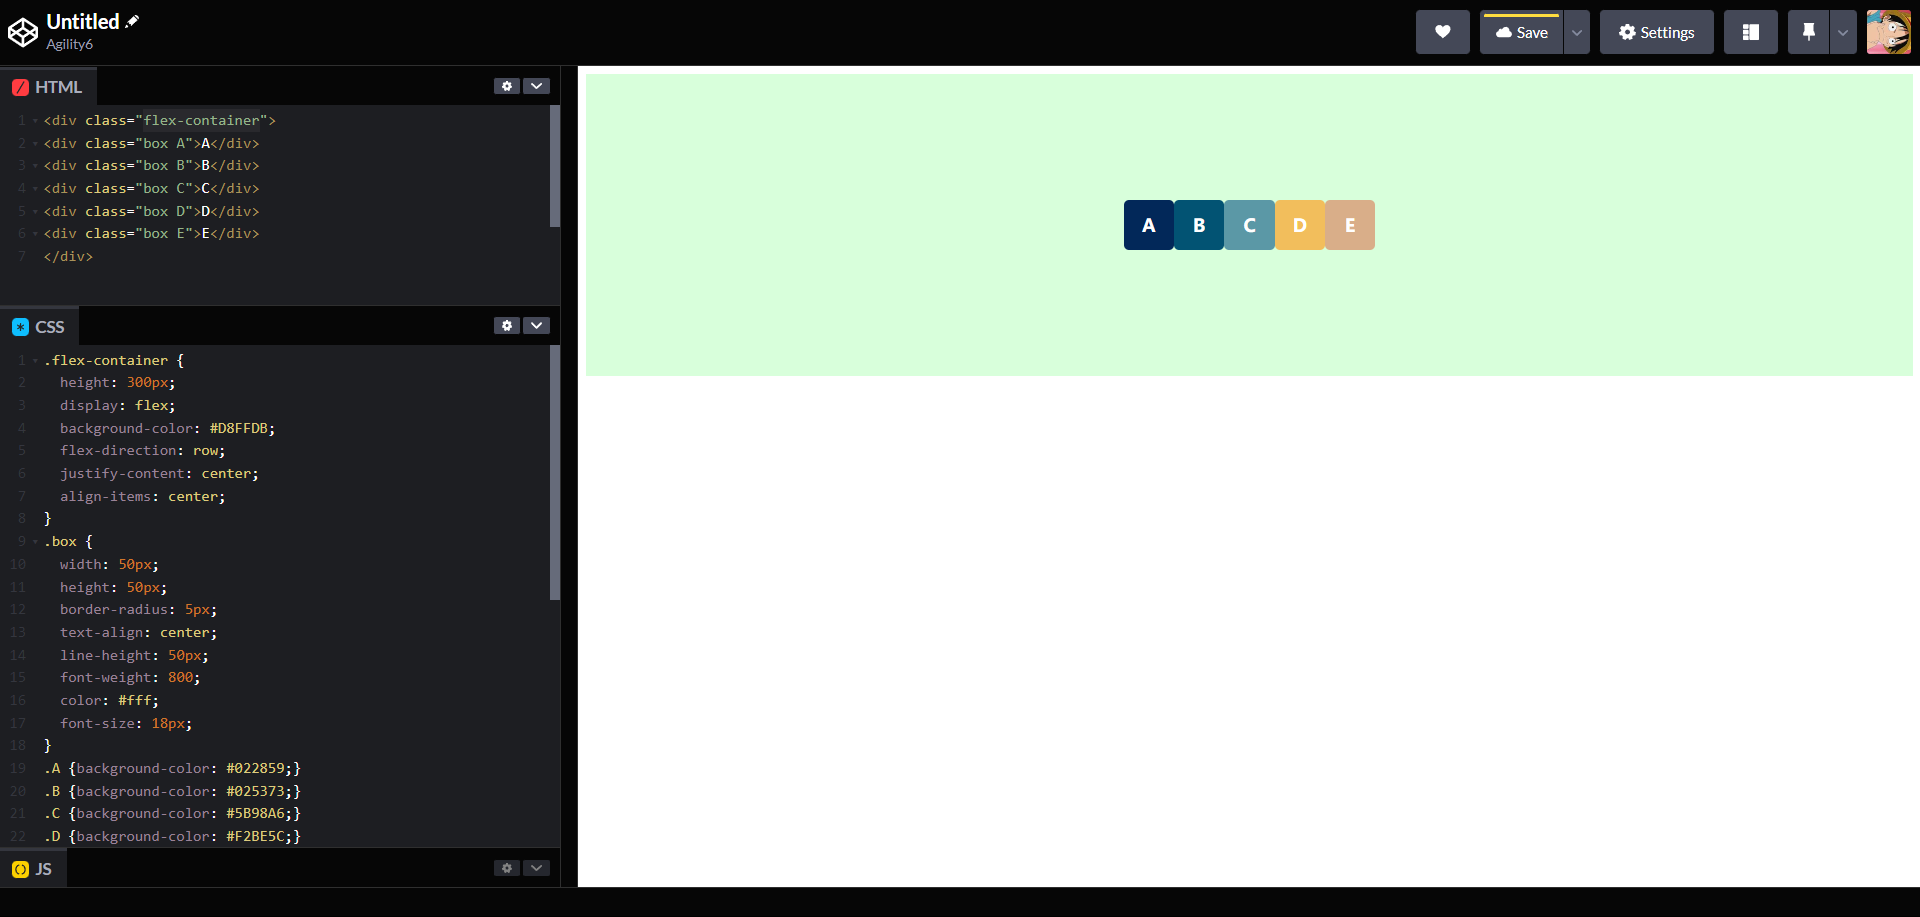 Untitled
Agility6
Save
Settings
HTML
1 <div class="flex-container">
2 <div class="box A">A</div>
3 <div class="box B">B</div>
4 <div class="box C">C</div>
5 <div class="box D">D</div>
6 <div class="box E">E</div>
7 </div>
CSS
1 .flex-container {
2 height: 300px;
3 display: flex;
4 background-color: #D8FFDB;
5 flex-direction: row;
6 justify-content: center;
7 align-items: center;
8 }
9 .box {
10 width: 50px;
11 height: 50px;
12 border-radius: 5px;
13 text-align: center;
14 line-height: 50px;
15 font-weight: 800;
16 color: #fff;
17 font-size: 18px;
18 }
19 .A {background-color: #022859;}
20 .B {background-color: #025373;}
21 .C {background-color: #5B98A6;}
22 .D {background-color: #F2BE5C;}
JS
A B C D E